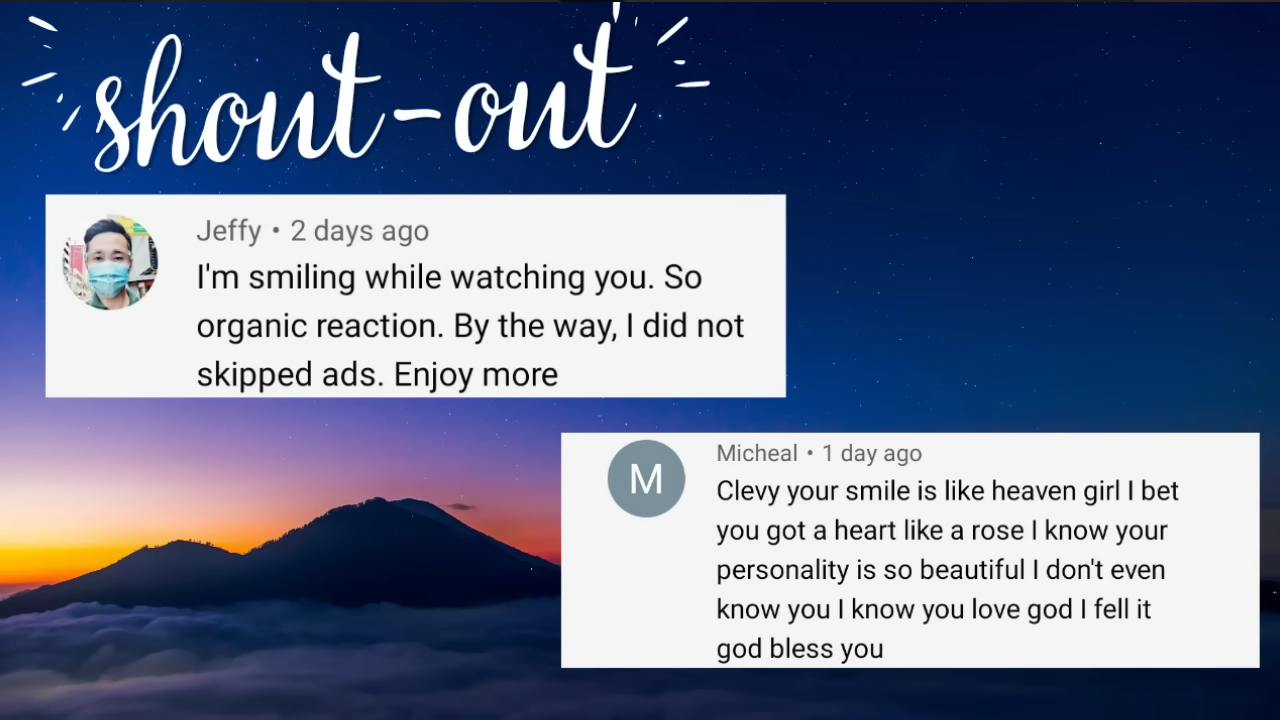 shout-out
Jeffy • 2 days ago
I'm smiling while watching you. So
organic reaction. By the way, I did not
skipped ads. Enjoy more
M
Micheal • 1 day ago
Clevy your smile is like heaven girl I bet
you got a heart like a rose I know your
personality is so beautiful I don't even
know you I know you love god I fell it
god bless you